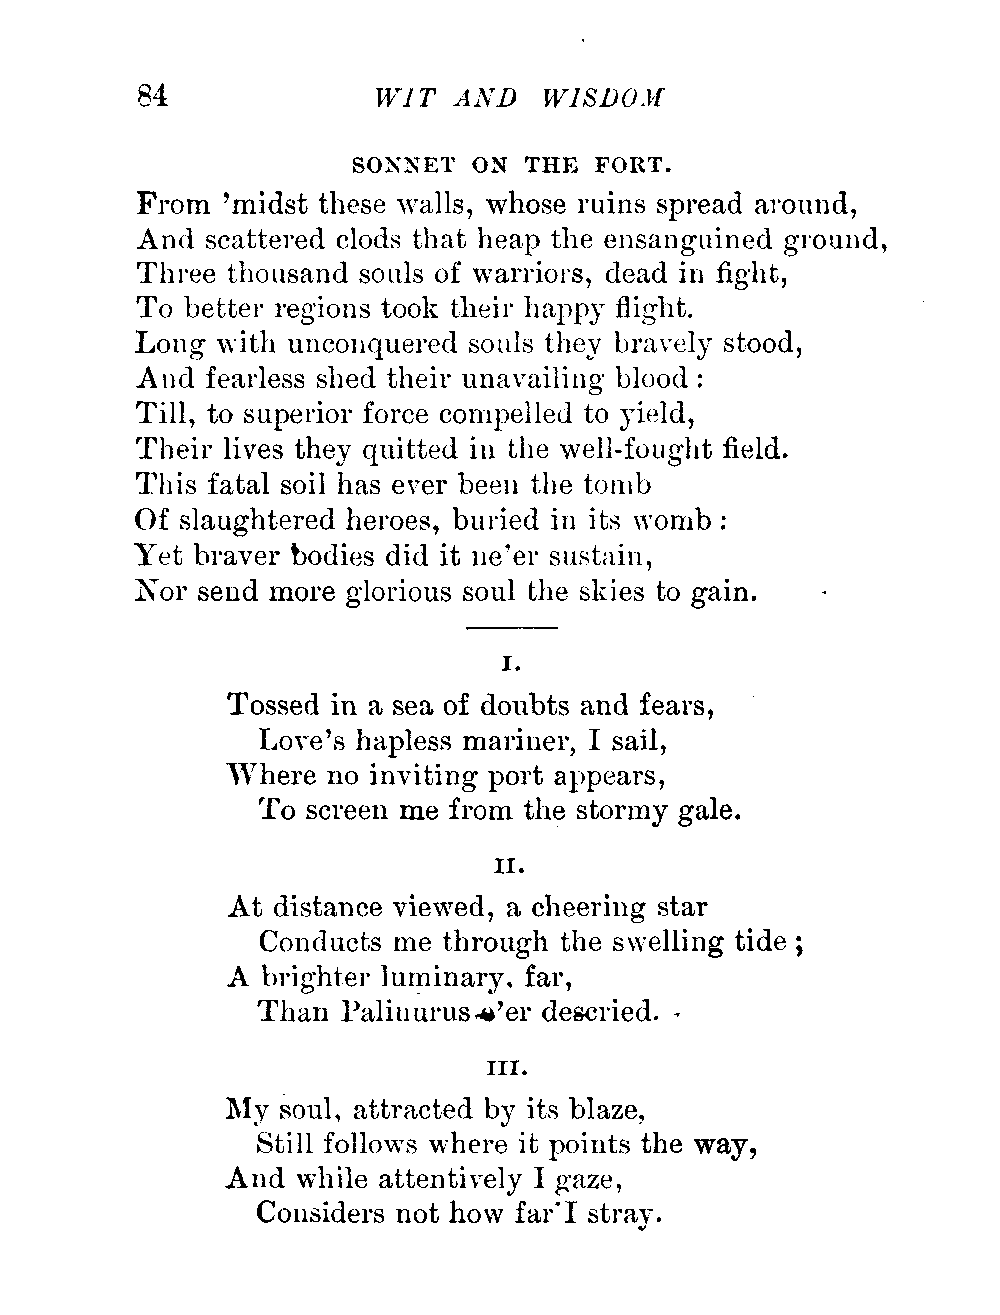 84 WIT AND WISDOM
SONNET ON THE FORT.
From ’midst these walls, whose ruins spread around,
And scattered clods that heap the ensanguined ground,
Three thousand souls of warriors, dead in fight,
To better regions took their happy flight.
Long with unconquered souls they bravely stood,
And fearless shed their unavailing blood :
Till, to superior force compelled to yield,
Their lives they quitted in the well-fought field.
This fatal soil has ever been the tomb
Of slaughtered heroes, buried in its womb :
Yet braver bodies did it ne’er sustain,
Nor send more glorious soul the skies to gain.
I.
Tossed in a sea of doubts and fears,
Love’s hapless mariner, I sail,
Where no inviting port appears,
To screen me from the stormy gale.
II.
At distance viewed, a cheering star
Conducts me through the swelling tide ;
A brighter luminary, far,
Than Palinurus e’er descried.
III.
My soul, attracted by its blaze,
Still follows where it points the way,
And while attentively I gaze,
Considers not how far I stray.